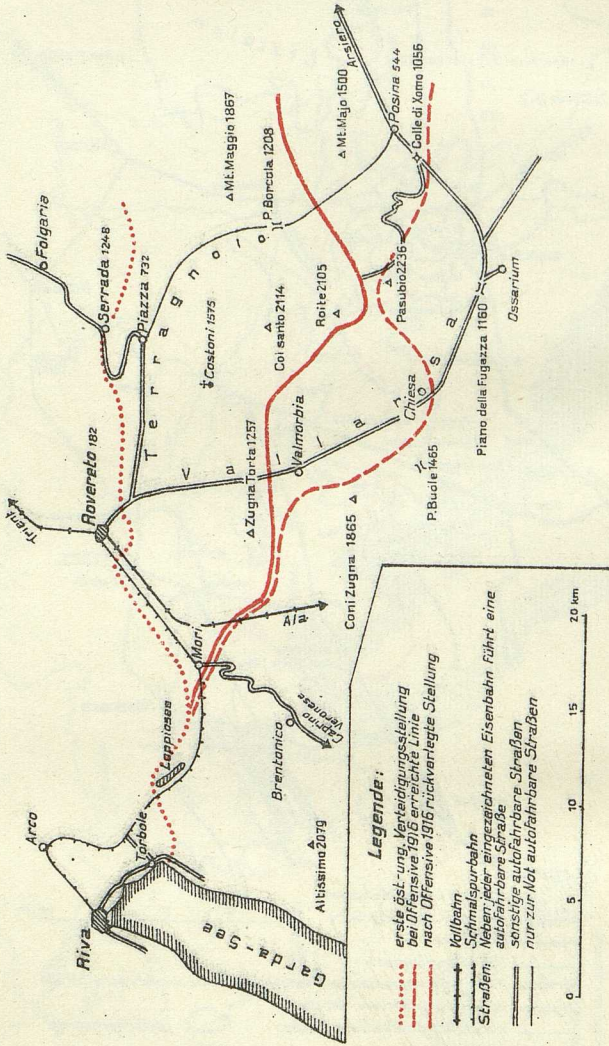 Riva
Arco
Torbole
Loppiosee
Garda-See
Altissimo 2079
Brentonico
Caprino
Veronese
Mori
Ala
Trient
Rovereto 182
Folgaria
Serrada 1248
Piazza 732
Terragnolo
Costoni 1575
Mt. Maggio 1867
P. Borcola 1208
Col santo 2114
Roite 2105
Zugna Torta 1257
Valmorbia
Vallarsa
Coni Zugna 1865
P. Buole 1465
Chiesa
Pasubio 2236
Mt. Majo 1500
Arsiero
Posina 544
Colle di Xomo 1056
Piano della Fugazza 1160
Ossarium
Legende:
erste öst.-ung. Verteidigungsstellung
bei Offensive 1916 erreichte Linie
nach Offensive 1916 rückverlegte Stellung
Vollbahn
Schmalspurbahn
Straßen: Neben jeder eingezeichneten Eisenbahn führt eine
autofahrbare Straße
sonstige autofahrbare Straßen
nur zur Not autofahrbare Straßen
0 5 10 15 20 km